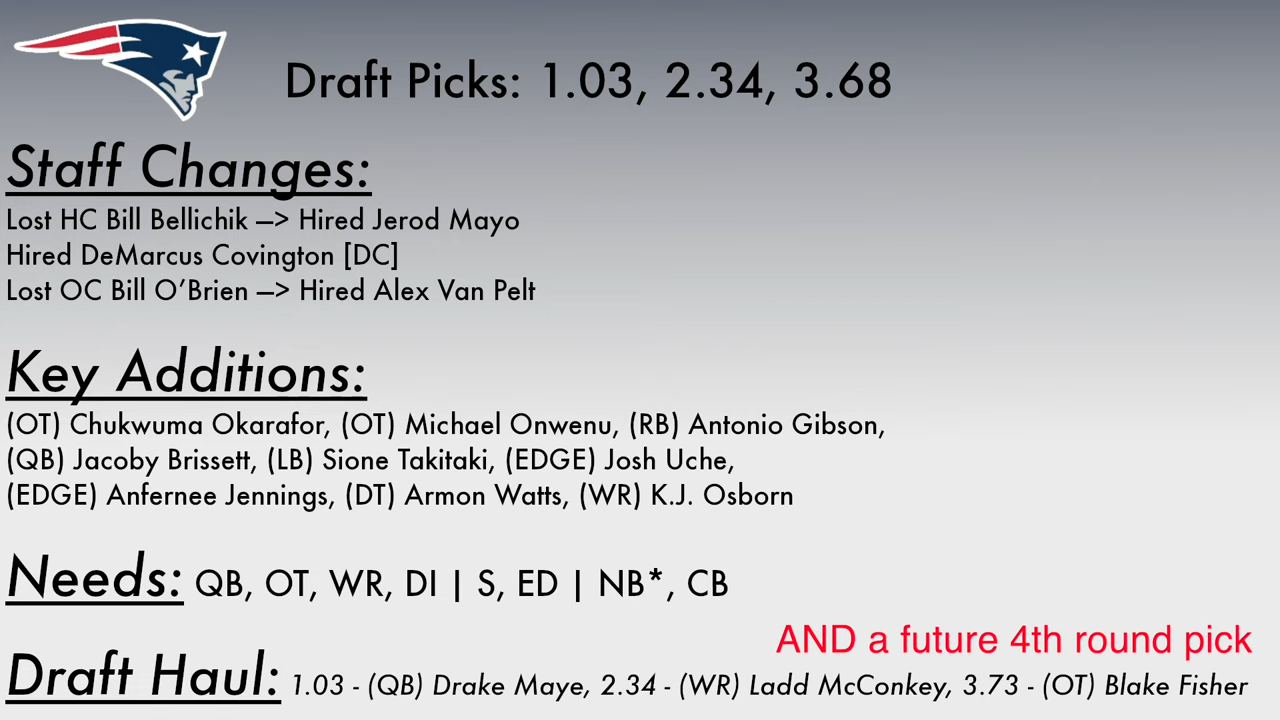 Draft Picks: 1.03, 2.34, 3.68
Staff Changes:
Lost HC Bill Bellichik —> Hired Jerod Mayo
Hired DeMarcus Covington [DC]
Lost OC Bill O’Brien —> Hired Alex Van Pelt
Key Additions:
(OT) Chukwuma Okarafor, (OT) Michael Onwenu, (RB) Antonio Gibson,
(QB) Jacoby Brissett, (LB) Sione Takitaki, (EDGE) Josh Uche,
(EDGE) Anfernee Jennings, (DT) Armon Watts, (WR) K.J. Osborn
Needs: QB, OT, WR, DI | S, ED | NB*, CB
AND a future 4th round pick
Draft Haul: 1.03 - (QB) Drake Maye, 2.34 - (WR) Ladd McConkey, 3.73 - (OT) Blake Fisher